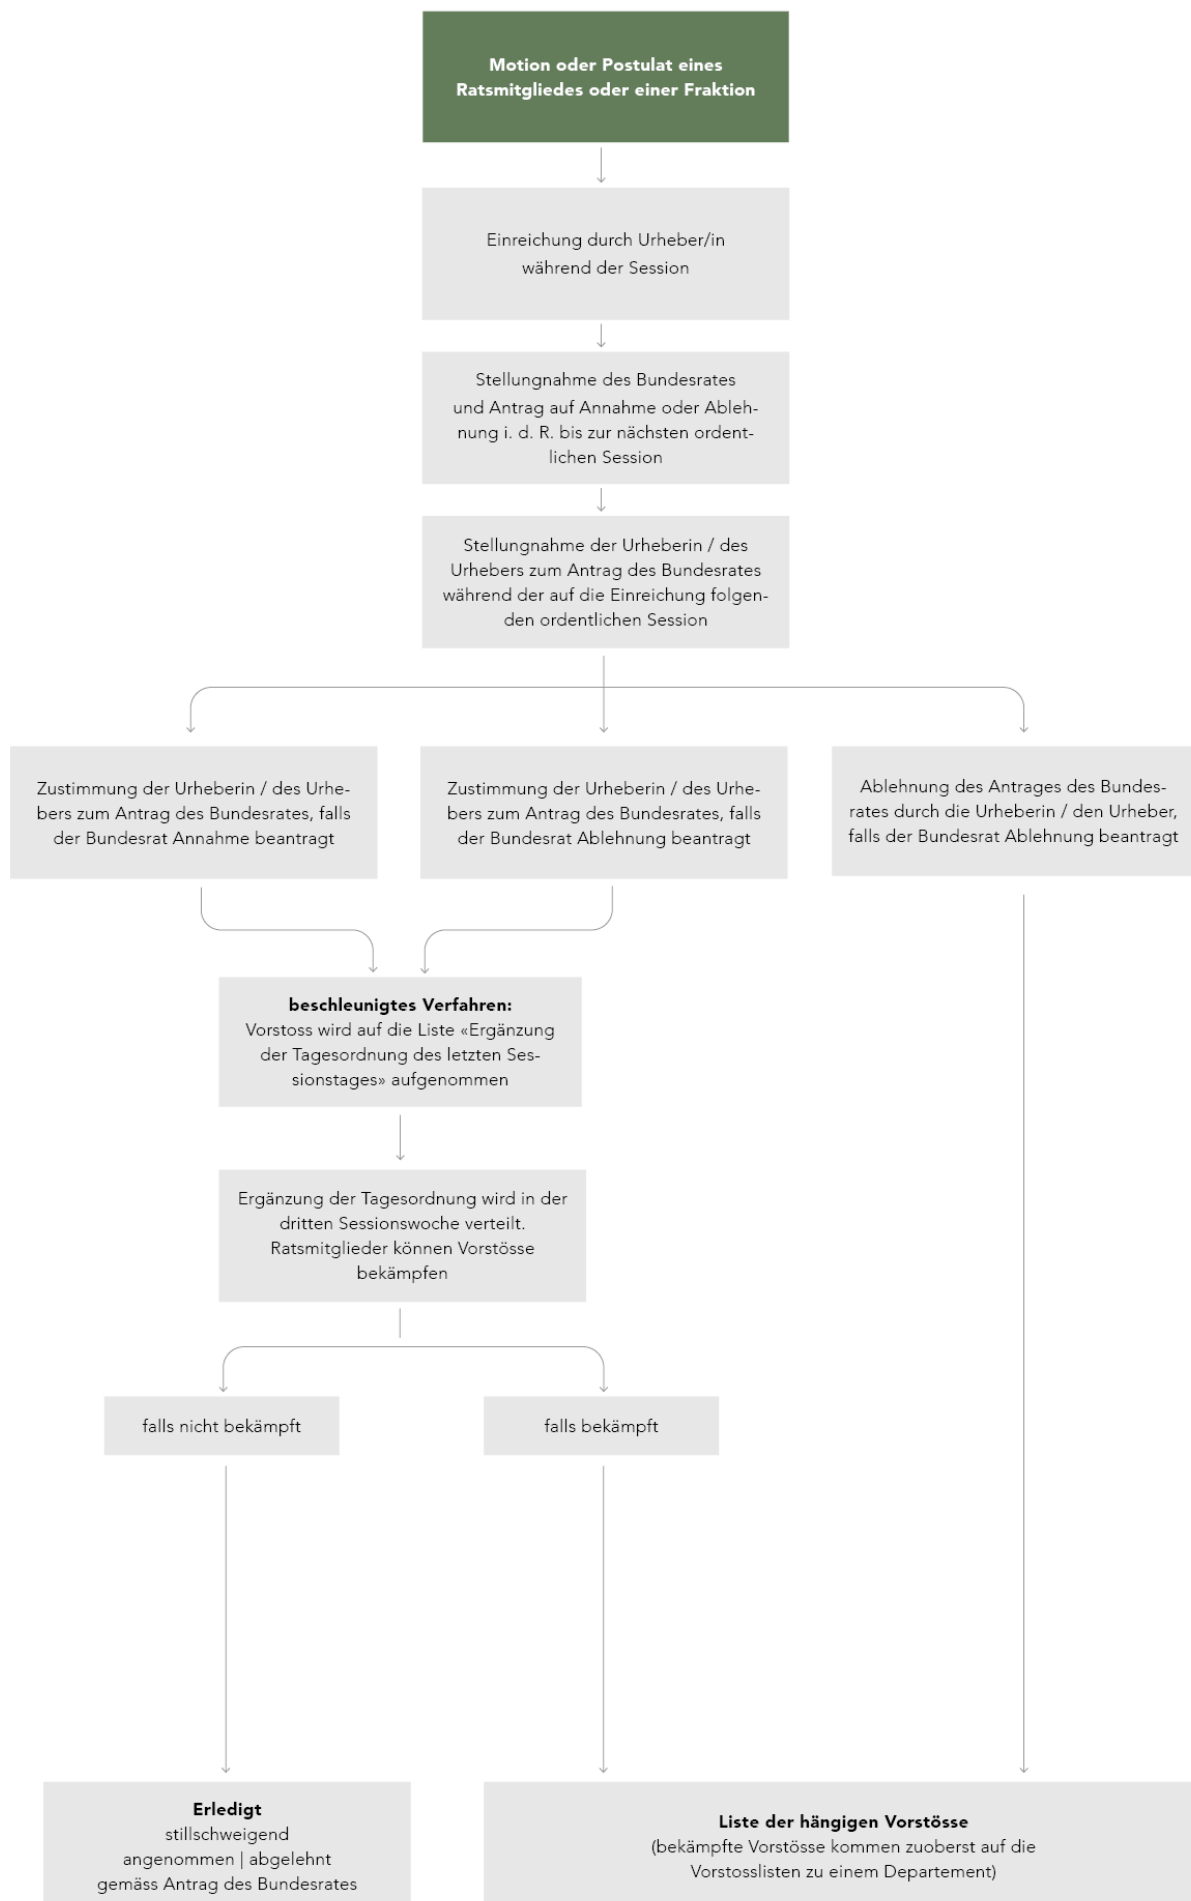 Motion oder Postulat eines
Ratsmitgliedes oder einer Fraktion
Einreichung durch Urheber/in
während der Session
Stellungnahme des Bundesrates
und Antrag auf Annahme oder Ableh-
nung i. d. R. bis zur nächsten ordent-
lichen Session
Stellungnahme der Urheberin / des
Urhebers zum Antrag des Bundesrates
während der auf die Einreichung folgen-
den ordentlichen Session
Zustimmung der Urheberin / des Urhe-
bers zum Antrag des Bundesrates, falls
der Bundesrat Annahme beantragt
Zustimmung der Urheberin / des Urhe-
bers zum Antrag des Bundesrates, falls
der Bundesrat Ablehnung beantragt
Ablehnung des Antrages des Bundes-
rates durch die Urheberin / den Urheber,
falls der Bundesrat Ablehnung beantragt
beschleunigtes Verfahren:
Vorstoss wird auf die Liste «Ergänzung
der Tagesordnung des letzten Ses-
sionstages» aufgenommen
Ergänzung der Tagesordnung wird in der
dritten Sessionswoche verteilt.
Ratsmitglieder können Vorstösse
bekämpfen
falls nicht bekämpft
falls bekämpft
Erledigt
stillschweigend
angenommen | abgelehnt
gemäss Antrag des Bundesrates
Liste der hängigen Vorstösse
(bekämpfte Vorstösse kommen zuoberst auf die
Vorstosslisten zu einem Departement)